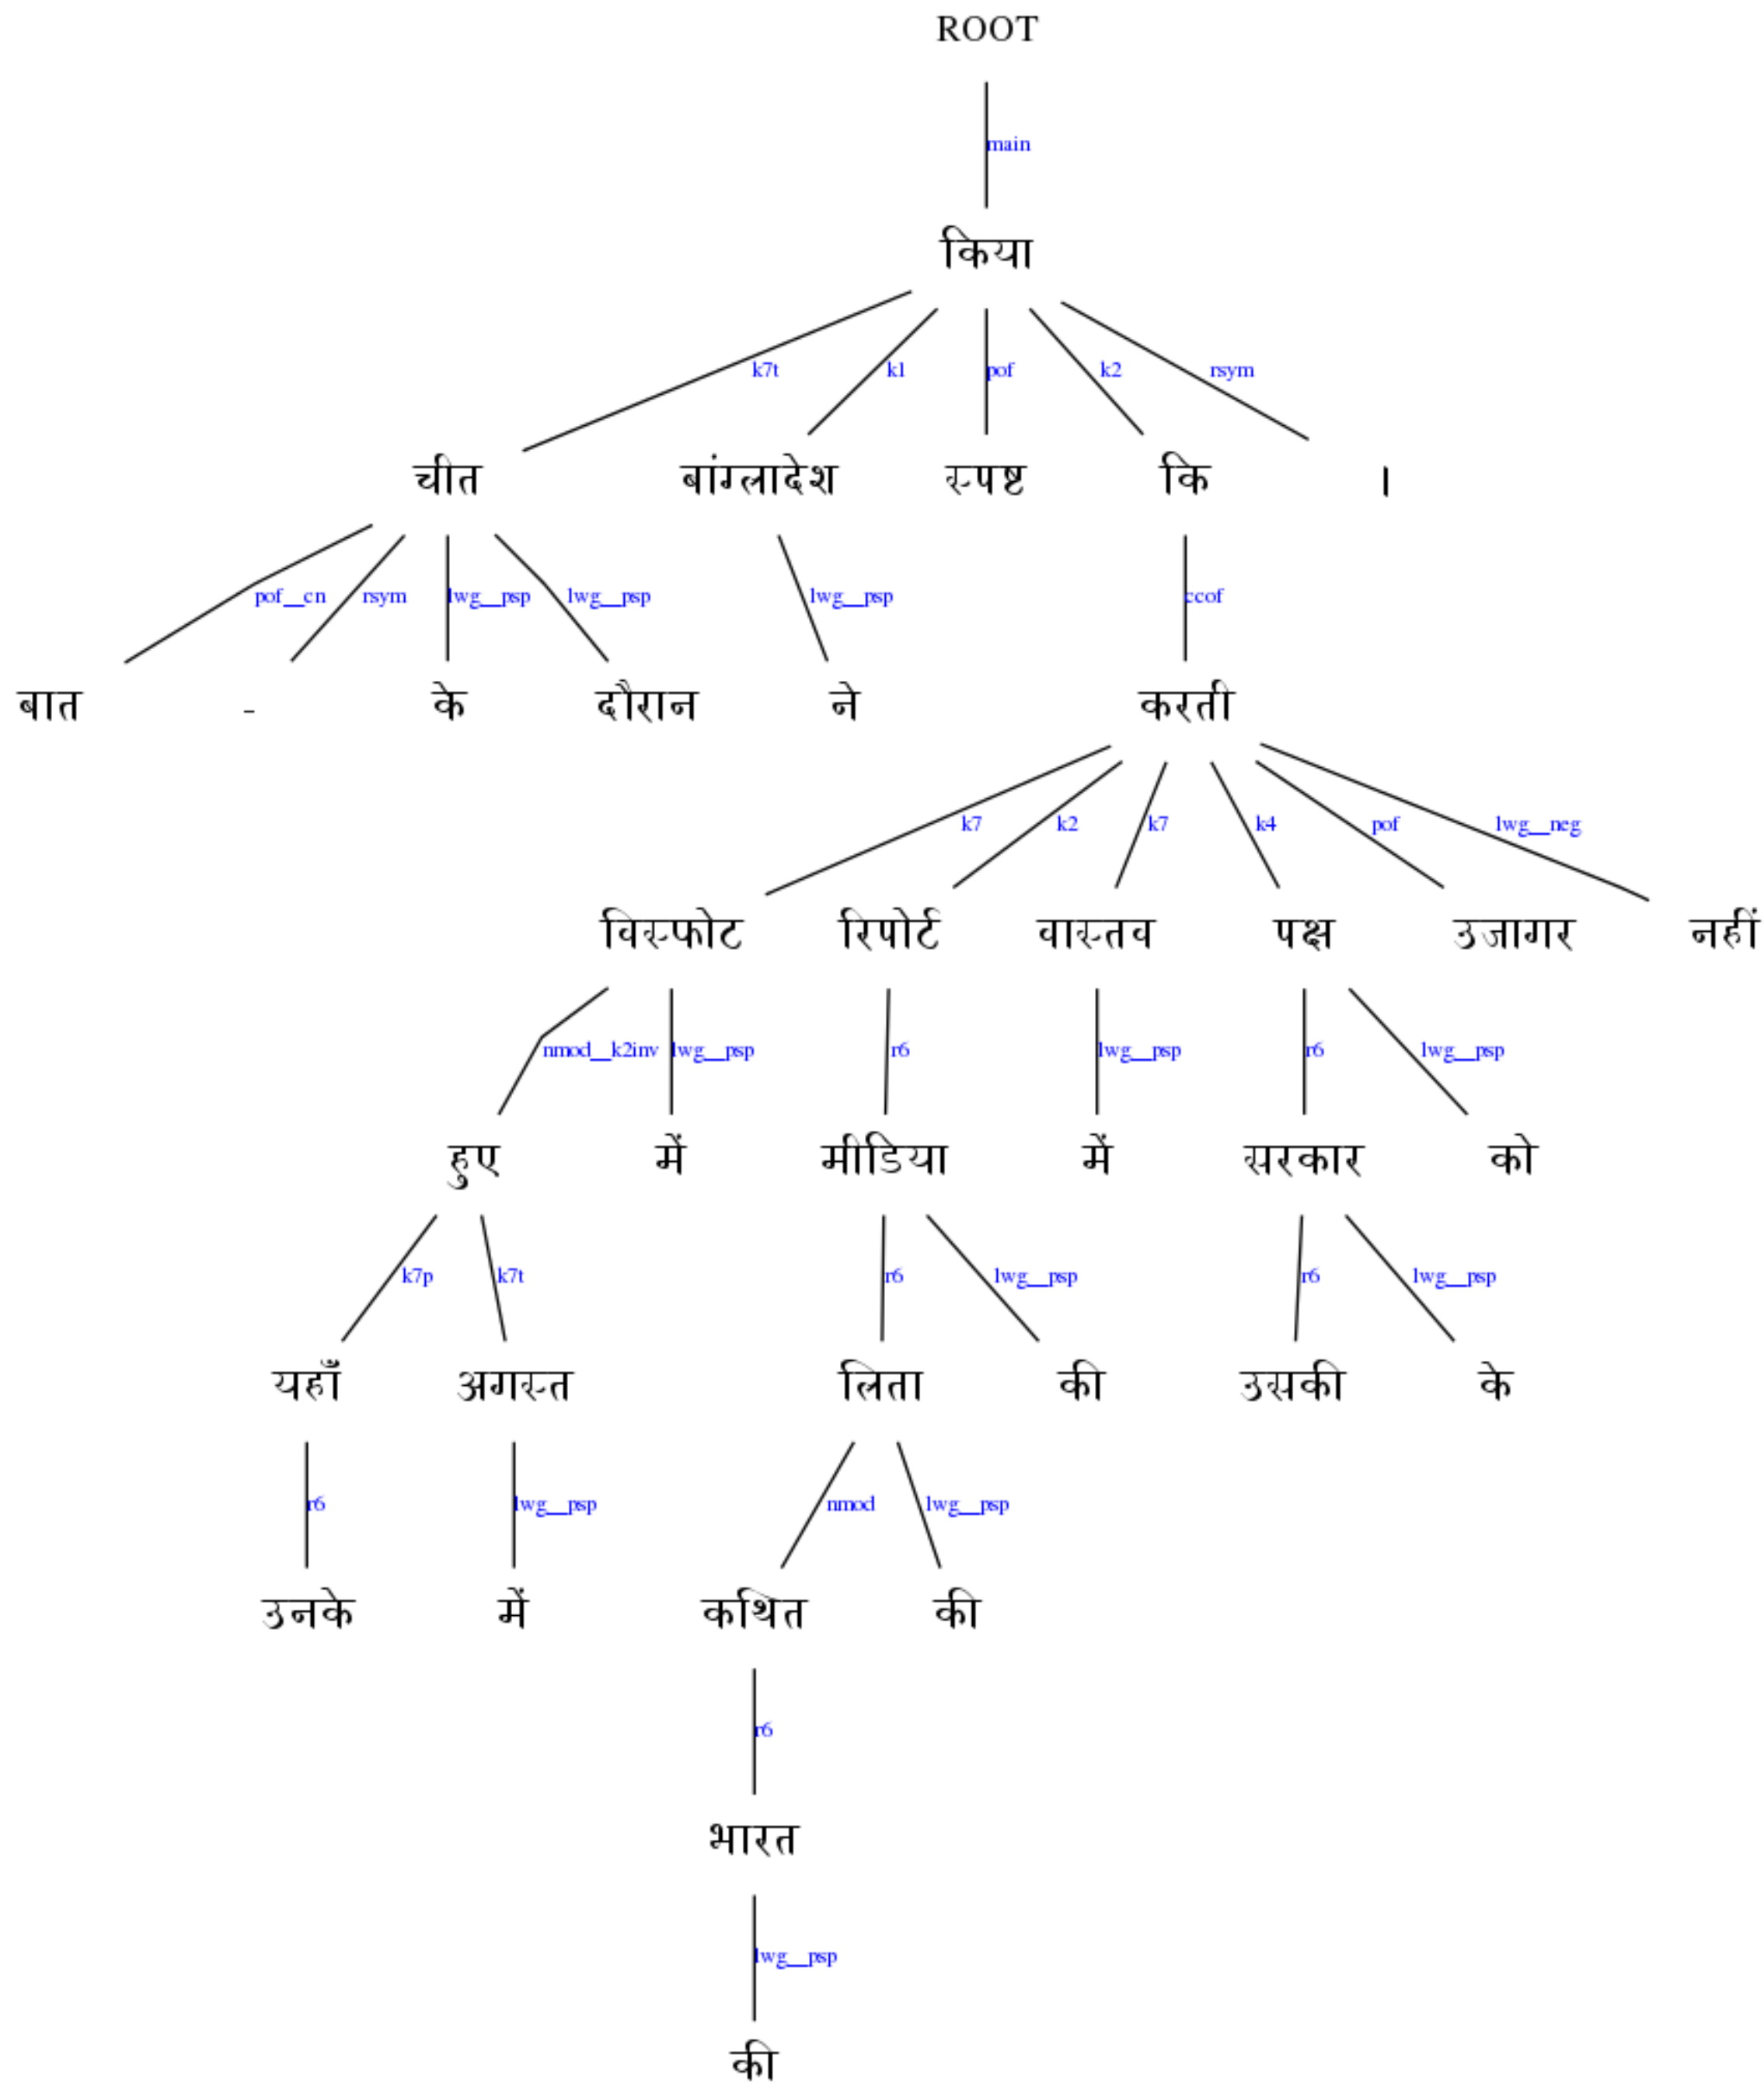 ROOT
main
किया
k7t k1 pof k2 rsym
चीत बांग्लादेश स्पष्ट कि ।
pof__cn rsym lwg__psp lwg__psp lwg__psp ccof
बात - के दौरान ने करती
k7 k2 k7 k4 pof lwg__neg
विस्फोट रिपोर्ट वास्तव पक्ष उजागर नहीं
nmod__k2inv lwg__psp r6 lwg__psp r6 lwg__psp
हुए में मीडिया में सरकार को
k7p k7t r6 lwg__psp r6 lwg__psp
यहाँ अगस्त लिता की उसकी के
r6 lwg__psp nmod lwg__psp
उनके में कथित की
r6
भारत
lwg__psp
की